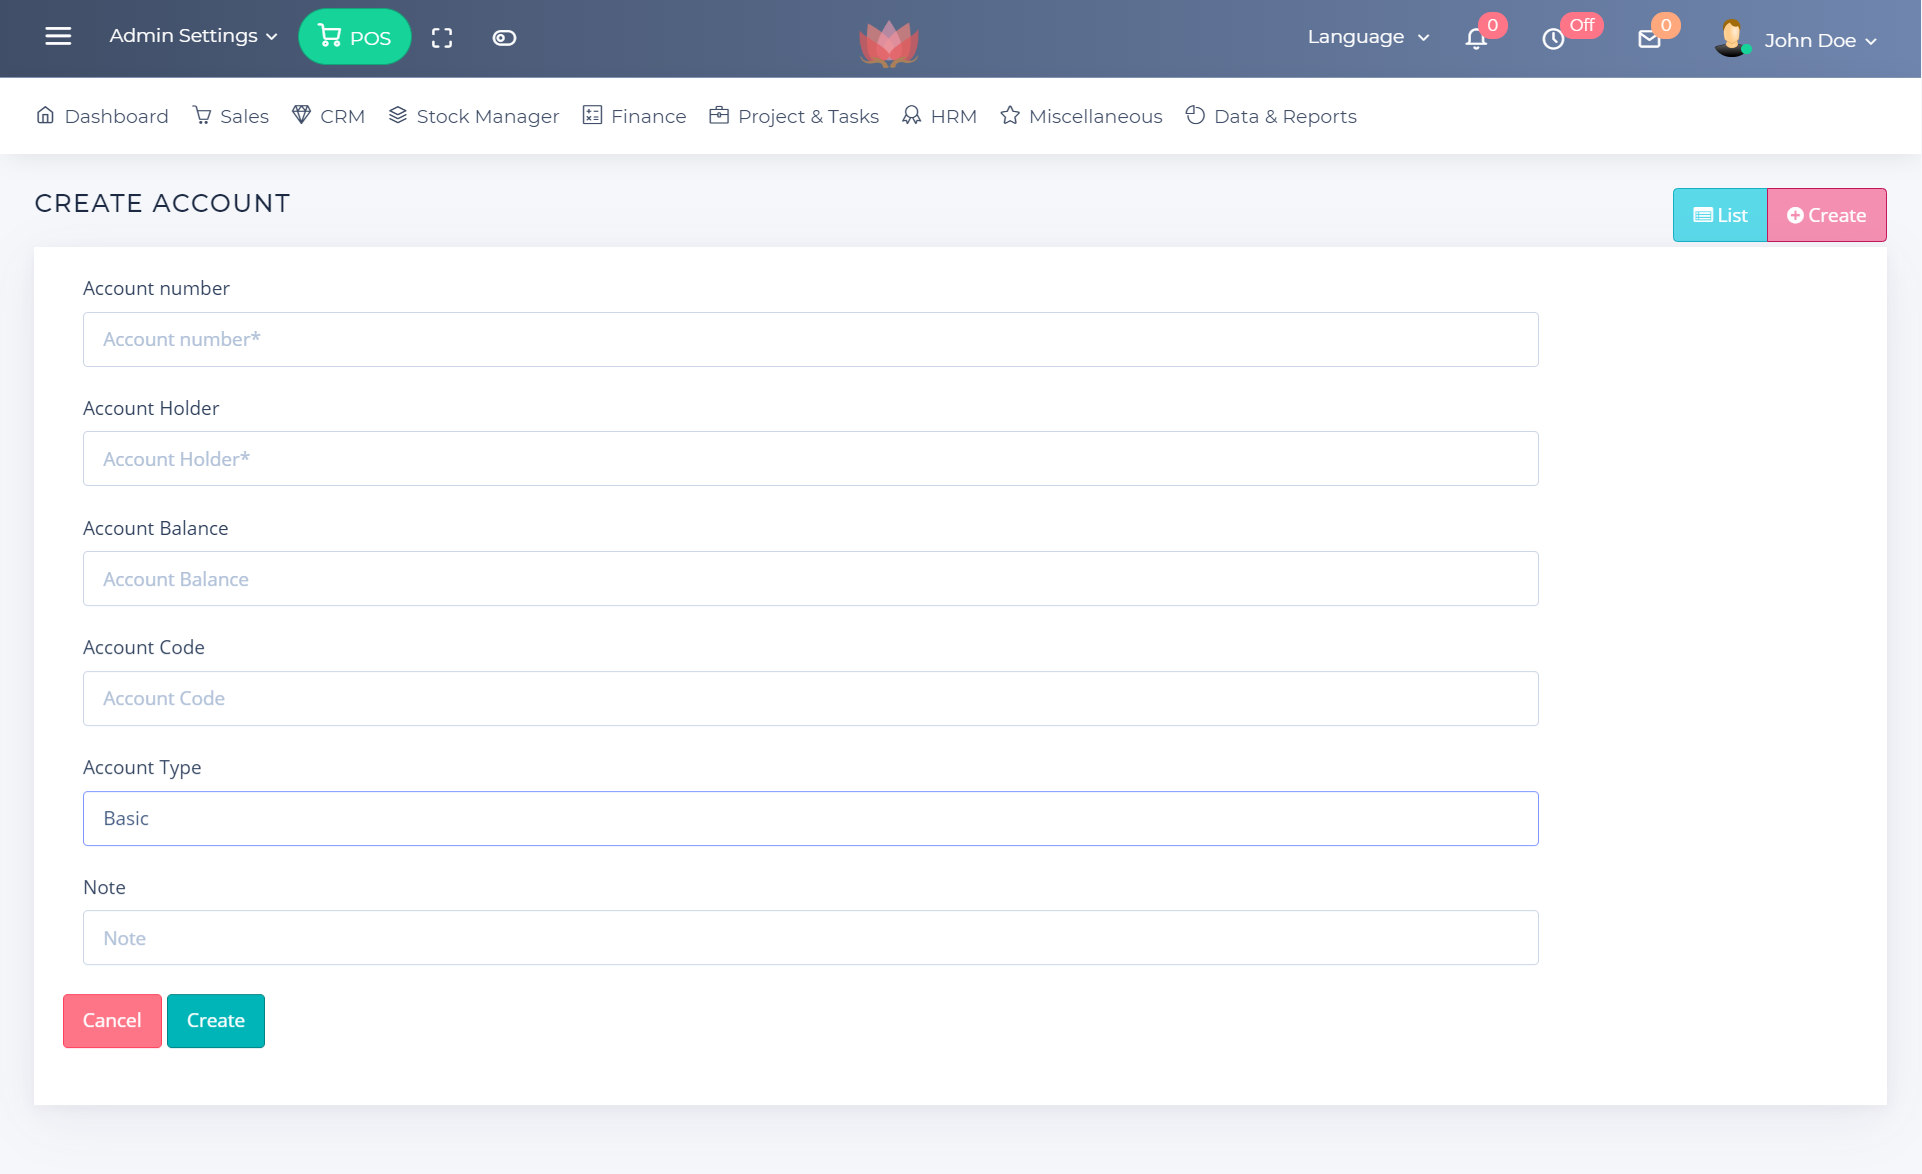 Admin Settings
POS
Language
0
Off
0
John Doe
Dashboard
Sales
CRM
Stock Manager
Finance
Project & Tasks
HRM
Miscellaneous
Data & Reports
CREATE ACCOUNT
List
Create
Account number
Account number*
Account Holder
Account Holder*
Account Balance
Account Balance
Account Code
Account Code
Account Type
Basic
Note
Note
Cancel
Create